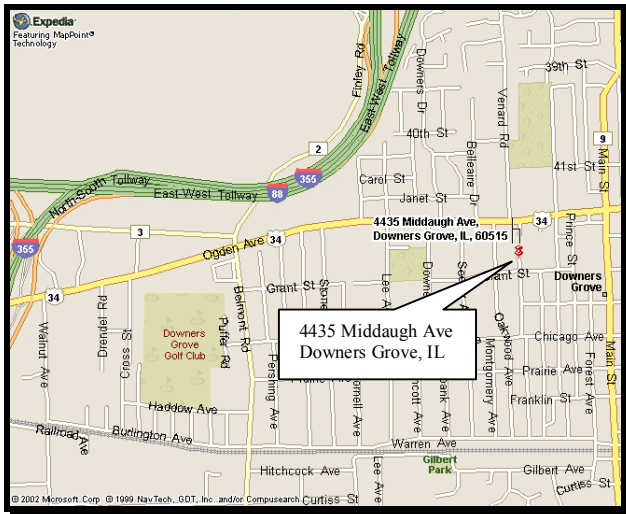 Expedia
Featuring MapPoint®
Technology
Finley Rd
East-West Tollway
Downers Dr
Venard Rd
39th St
2
40th St
9
Main St
Belleaire Dr
355
41st St
Carol St
North-South Tollway
East-West Tollway
88
Janet St
4435 Middaugh Ave,
Downers Grove, IL, 60515
34
Prince St
3
Ogden Ave
34
355
Grant St
Downers
Grove
34
Lee Ave
Drendel Rd
Belmont Rd
4435 Middaugh Ave
Downers Grove, IL
Downers
Grove
Golf Club
Puffer Rd
Cross St
Walnut Ave
Oakwood Ave
Chicago Ave
Main St
Pershing Ave
Prairie Ave
Montgomery Ave
Forest Ave
Franklin St
Haddow Ave
Railroad Ave
Burlington Ave
Warren Ave
Gilbert
Park
Hitchcock Ave
Lee Ave
Gilbert Ave
Curtiss St
Curtiss St
© 2002 Microsoft Corp © 1999 NavTech, GDT, Inc. and/or Compusearch